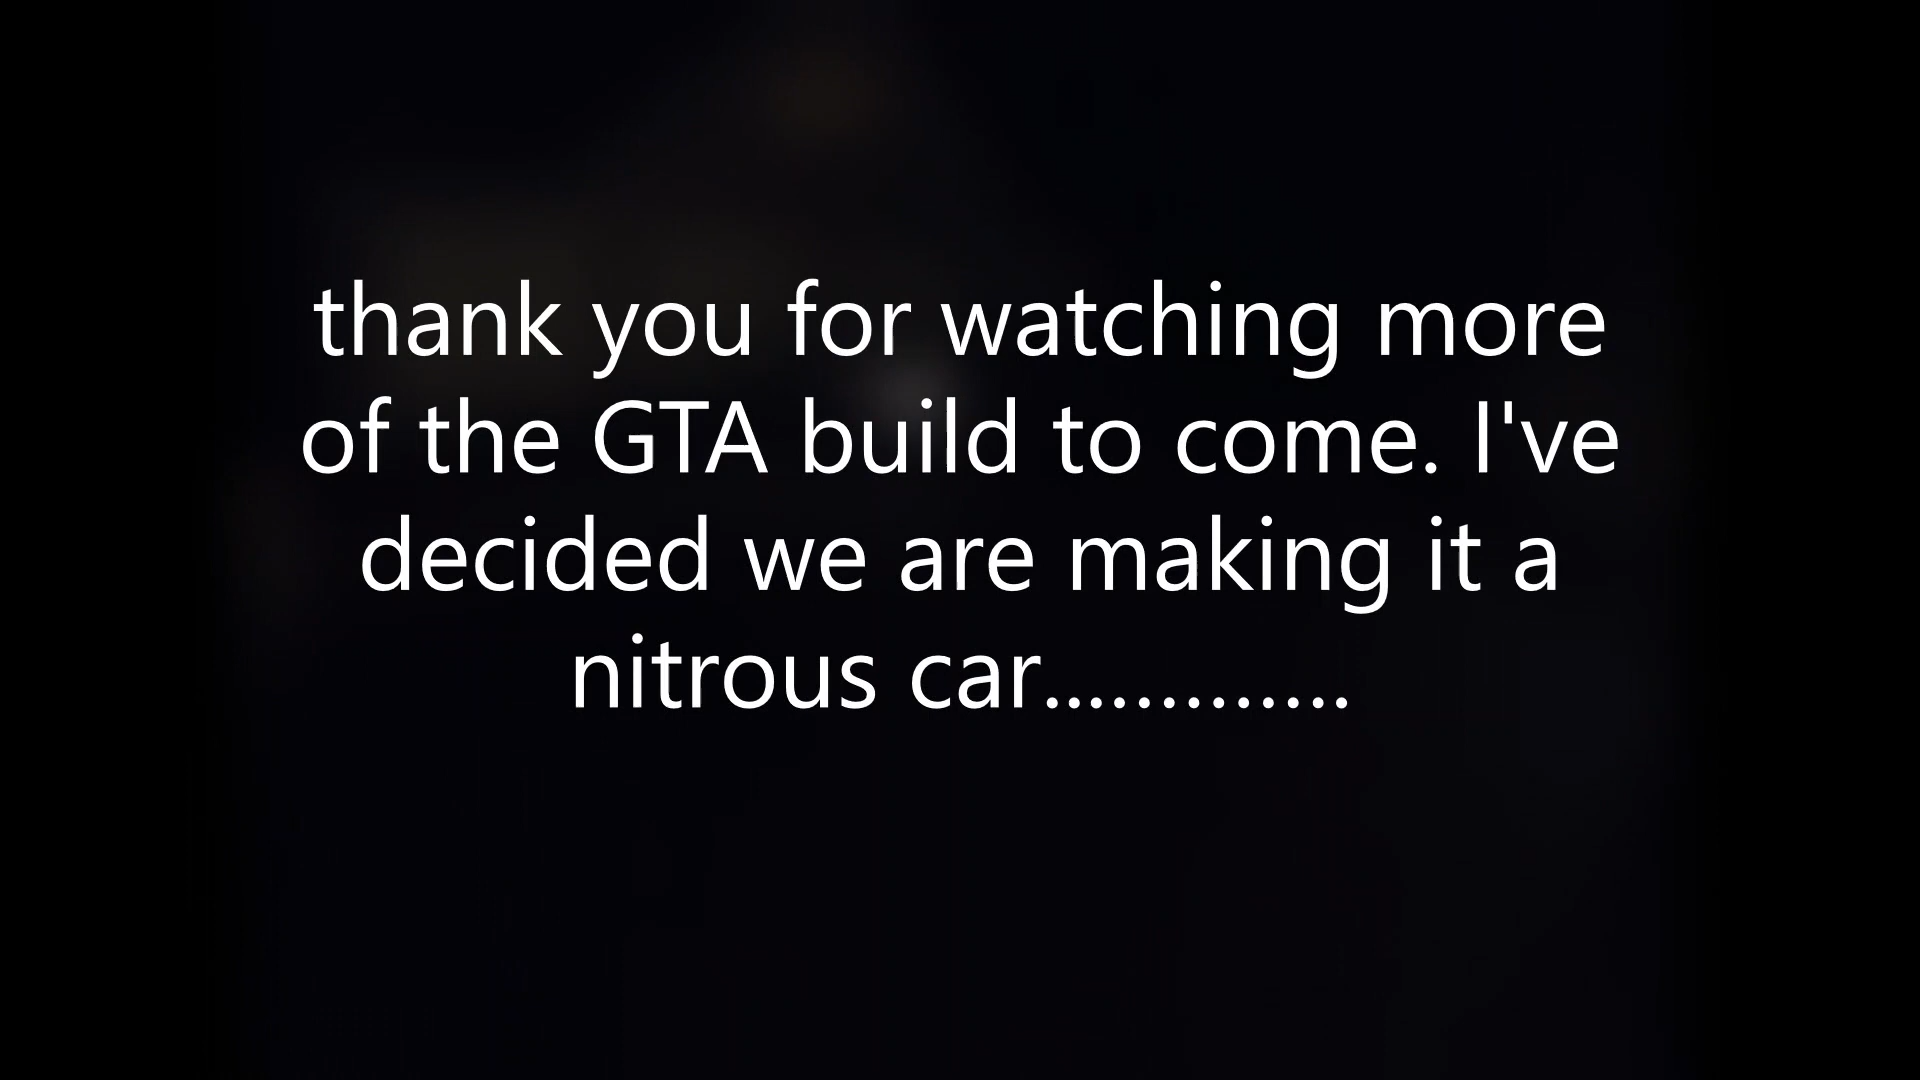 thank you for watching more
of the GTA build to come. I've
decided we are making it a
nitrous car.............